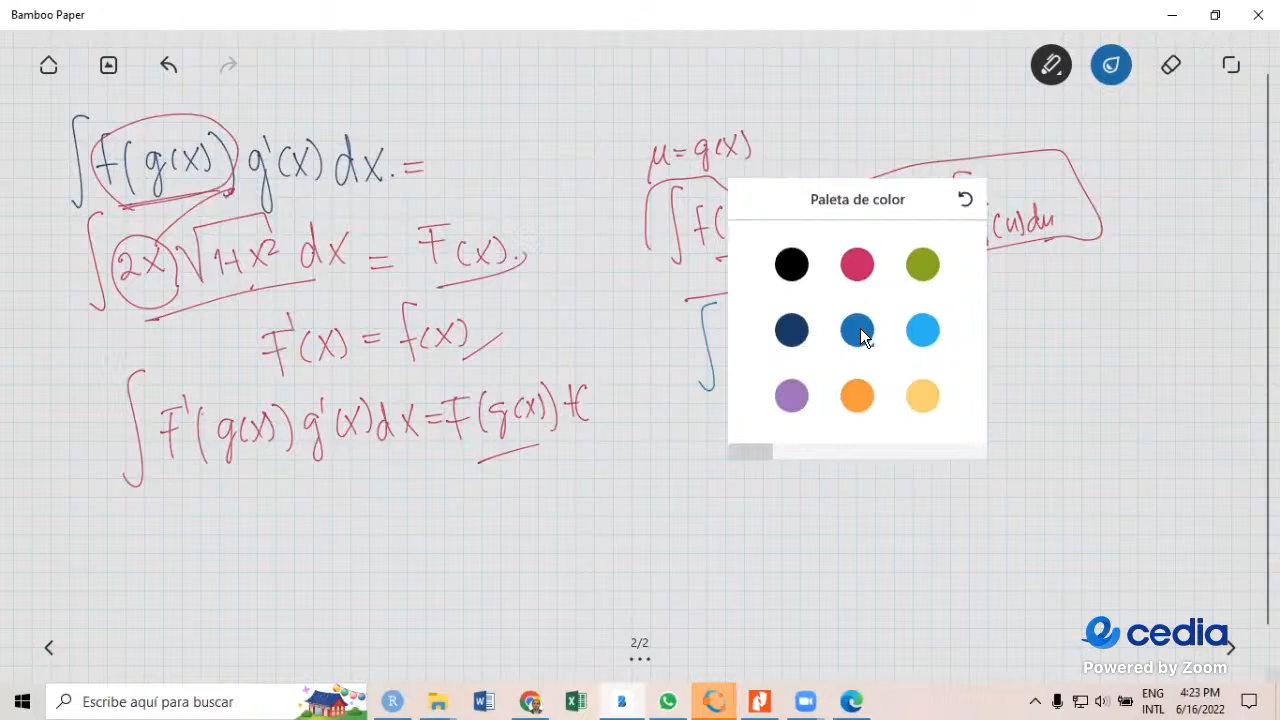 Bamboo Paper
∫ f(g(x)) g'(x) dx. =
∫ 2x √1+x² dx = F(x).
F'(x) = f(x)
∫ F'(g(x)) g'(x) dx = F(g(x)) +C
μ = g(x)
∫ f(
(u)du
∫
Paleta de color
2/2
cedia
Powered by Zoom
Escribe aquí para buscar
ENG
INTL
4:23 PM
6/16/2022